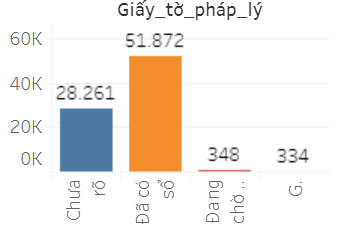 Giấy_tờ_pháp_lý
60K
40K
20K
0K
28.261
51.872
348
334
Chưa
rõ
Đã có
sổ
Đang
chờ ..
G.